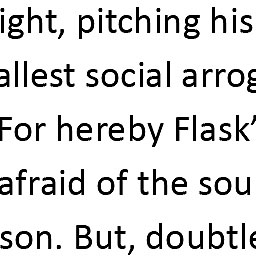 ight, pitching his
allest social arrog
For hereby Flask’
afraid of the sou
son. But, doubtle